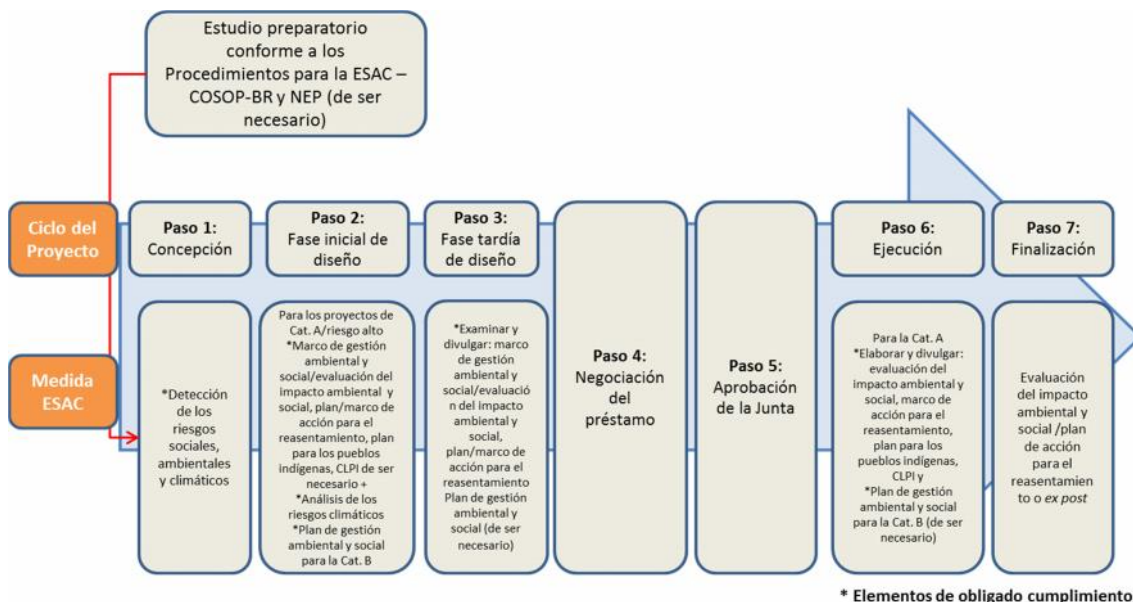 Estudio preparatorio
conforme a los
Procedimientos para la ESAC –
COSOP-BR y NEP (de ser
necesario)
Ciclo del
Proyecto
Paso 1:
Concepción
Paso 2:
Fase inicial de
diseño
Paso 3:
Fase tardía
de diseño
Paso 4:
Negociación
del
préstamo
Paso 5:
Aprobación
de la Junta
Paso 6:
Ejecución
Paso 7:
Finalización
Medida
ESAC
*Detección
de los
riesgos
sociales,
ambientales
y climáticos
Para los proyectos de
Cat. A/riesgo alto
*Marco de gestión
ambiental y
social/evaluación del
impacto ambiental y
social, plan/marco de
acción para el
reasentamiento, plan
para los pueblos
indígenas, CLPI de ser
necesario +
*Análisis de los
riesgos climáticos
*Plan de gestión
ambiental y social
para la Cat. B
*Examinar y
divulgar: marco
de gestión
ambiental y
social/evaluació
n del impacto
ambiental y
social,
plan/marco de
acción para el
reasentamiento
Plan de gestión
ambiental y
social (de ser
necesario)
Para la Cat. A
*Elaborar y divulgar:
evaluación del
impacto ambiental y
social, marco de
acción para el
reasentamiento,
plan para los
pueblos indígenas,
CLPI y
*Plan de gestión
ambiental y social
para la Cat. B (de ser
necesario)
Evaluación
del impacto
ambiental y
social /plan
de acción
para el
reasentamien
to o ex post
* Elementos de obligado cumplimiento